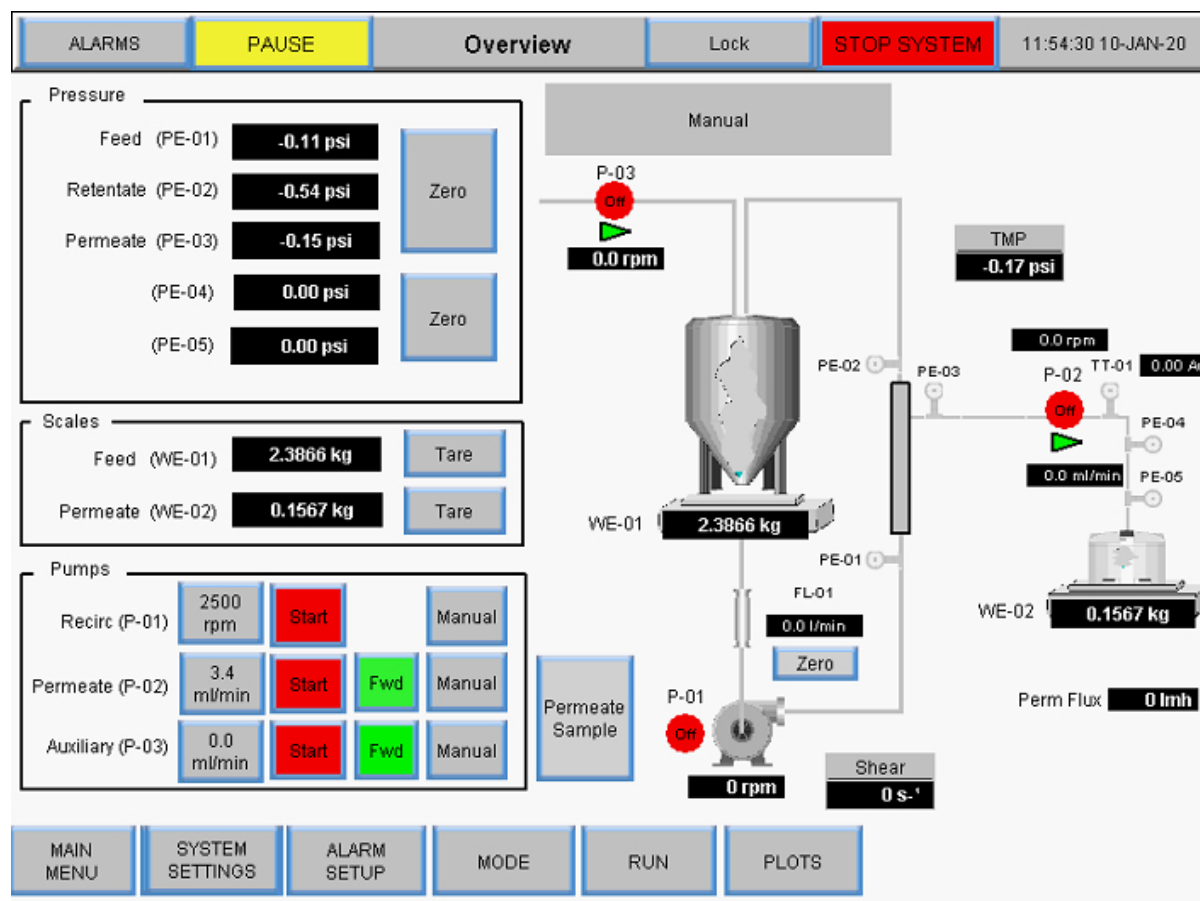 ALARMS
PAUSE
Overview
Lock
STOP SYSTEM
11:54:30 10-JAN-20
Pressure
Feed (PE-01) -0.11 psi
Retentate (PE-02) -0.54 psi
Permeate (PE-03) -0.15 psi
Zero
(PE-04) 0.00 psi
(PE-05) 0.00 psi
Zero
Scales
Feed (WE-01) 2.3866 kg Tare
Permeate (WE-02) 0.1567 kg Tare
Pumps
Recirc (P-01) 2500 rpm Start Manual
Permeate (P-02) 3.4 ml/min Start Fwd Manual
Auxiliary (P-03) 0.0 ml/min Start Fwd Manual
Permeate
Sample
Manual
P-03
Off
0.0 rpm
TMP
-0.17 psi
PE-02
PE-03
0.0 rpm
P-02
Off
TT-01
0.00
PE-04
0.0 ml/min
PE-05
WE-01
2.3866 kg
PE-01
FL-01
0.0 l/min
Zero
WE-02
0.1567 kg
P-01
Off
0 rpm
Perm Flux 0 lmh
Shear
0 s-¹
MAIN
MENU
SYSTEM
SETTINGS
ALARM
SETUP
MODE
RUN
PLOTS